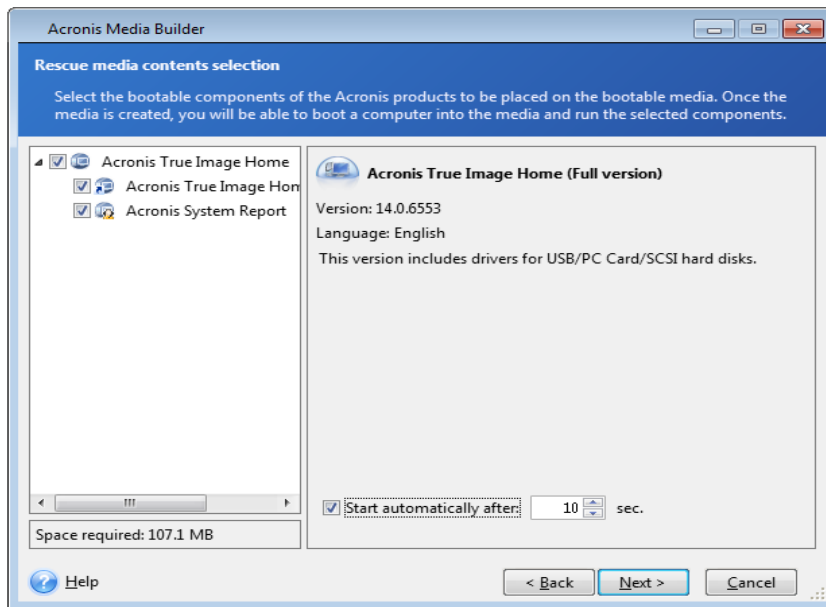 Acronis Media Builder
Rescue media contents selection
Select the bootable components of the Acronis products to be placed on the bootable media. Once the
media is created, you will be able to boot a computer into the media and run the selected components.
Acronis True Image Home
Acronis True Image Hon
Acronis System Report
Space required: 107.1 MB
Acronis True Image Home (Full version)
Version: 14.0.6553
Language: English
This version includes drivers for USB/PC Card/SCSI hard disks.
Start automatically after: 10 sec.
Help
< Back
Next >
Cancel